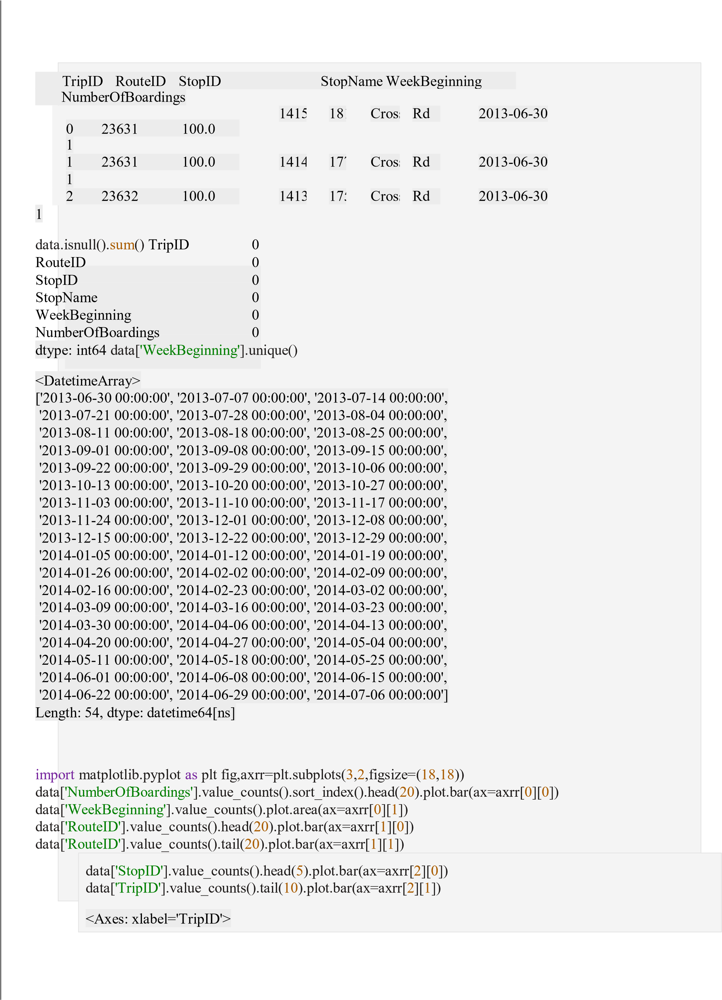 TripID RouteID StopID StopName WeekBeginning
NumberOfBoardings
1415 Rd 2013-06-30
0 23631 100.0
1
1 23631 100.0 1414 Rd 2013-06-30
1
2 23632 100.0 1413 Rd 2013-06-30
1
data.isnull().sum() TripID 0
RouteID 0
StopID 0
StopName 0
WeekBeginning 0
NumberOfBoardings 0
dtype: int64 data['WeekBeginning'].unique()
<DatetimeArray>
['2013-06-30 00:00:00', '2013-07-07 00:00:00', '2013-07-14 00:00:00',
'2013-07-21 00:00:00', '2013-07-28 00:00:00', '2013-08-04 00:00:00',
'2013-08-11 00:00:00', '2013-08-18 00:00:00', '2013-08-25 00:00:00',
'2013-09-01 00:00:00', '2013-09-08 00:00:00', '2013-09-15 00:00:00',
'2013-09-22 00:00:00', '2013-09-29 00:00:00', '2013-10-06 00:00:00',
'2013-10-13 00:00:00', '2013-10-20 00:00:00', '2013-10-27 00:00:00',
'2013-11-03 00:00:00', '2013-11-10 00:00:00', '2013-11-17 00:00:00',
'2013-11-24 00:00:00', '2013-12-01 00:00:00', '2013-12-08 00:00:00',
'2013-12-15 00:00:00', '2013-12-22 00:00:00', '2013-12-29 00:00:00',
'2014-01-05 00:00:00', '2014-01-12 00:00:00', '2014-01-19 00:00:00',
'2014-01-26 00:00:00', '2014-02-02 00:00:00', '2014-02-09 00:00:00',
'2014-02-16 00:00:00', '2014-02-23 00:00:00', '2014-03-02 00:00:00',
'2014-03-09 00:00:00', '2014-03-16 00:00:00', '2014-03-23 00:00:00',
'2014-03-30 00:00:00', '2014-04-06 00:00:00', '2014-04-13 00:00:00',
'2014-04-20 00:00:00', '2014-04-27 00:00:00', '2014-05-04 00:00:00',
'2014-05-11 00:00:00', '2014-05-18 00:00:00', '2014-05-25 00:00:00',
'2014-06-01 00:00:00', '2014-06-08 00:00:00', '2014-06-15 00:00:00',
'2014-06-22 00:00:00', '2014-06-29 00:00:00', '2014-07-06 00:00:00']
Length: 54, dtype: datetime64[ns]
import matplotlib.pyplot as plt fig,axrr=plt.subplots(3,2,figsize=(18,18))
data['NumberOfBoardings'].value_counts().sort_index().head(20).plot.bar(ax=axrr[0][0])
data['WeekBeginning'].value_counts().plot.area(ax=axrr[0][1])
data['RouteID'].value_counts().head(20).plot.bar(ax=axrr[1][0])
data['RouteID'].value_counts().tail(20).plot.bar(ax=axrr[1][1])
data['StopID'].value_counts().head(5).plot.bar(ax=axrr[2][0])
data['TripID'].value_counts().tail(10).plot.bar(ax=axrr[2][1])
<Axes: xlabel='TripID'>